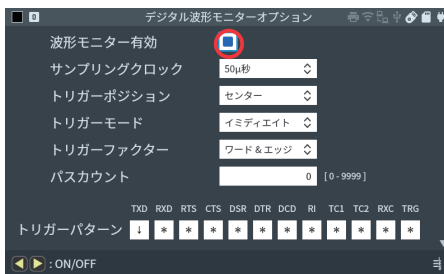 0 デジタル波形モニターオプション
波形モニター有効
サンプリングクロック 50μ秒
トリガーポジション センター
トリガーモード イミディエイト
トリガーファクター ワード & エッジ
パスカウント 0 [ 0 - 9999 ]
TXD RXD RTS CTS DSR DTR DCD RI TC1 TC2 RXC TRG
トリガーパターン ↓ * * * * * * * * * * *
: ON/OFF